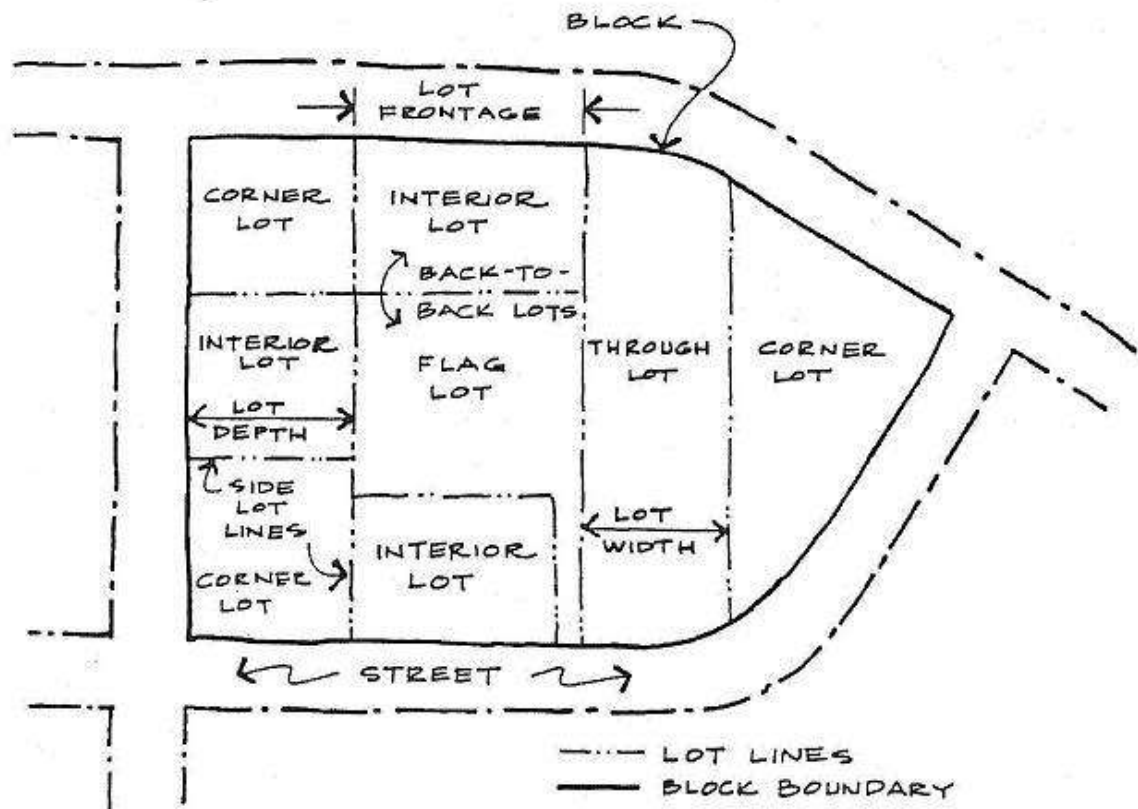 BLOCK
LOT
FRONTAGE
CORNER
LOT
INTERIOR
LOT
BACK-TO-
BACK LOTS
INTERIOR
LOT
FLAG
LOT
THROUGH
LOT
CORNER
LOT
LOT
DEPTH
SIDE
LOT
LINES
LOT
WIDTH
INTERIOR
LOT
CORNER
LOT
STREET
LOT LINES
BLOCK BOUNDARY